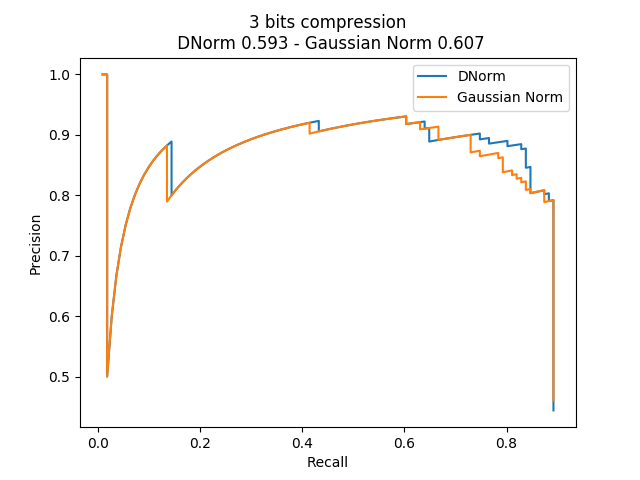 3 bits compression
DNorm 0.593 - Gaussian Norm 0.607
DNorm
Gaussian Norm
1.0
0.9
0.8
0.7
0.6
0.5
Precision
0.0 0.2 0.4 0.6 0.8
Recall